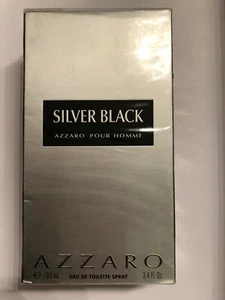 SILVER BLACK
AZZARO POUR HOMME
AZZARO
e 100 ml EAU DE TOILETTE SPRAY 3.4 Fl. Oz.